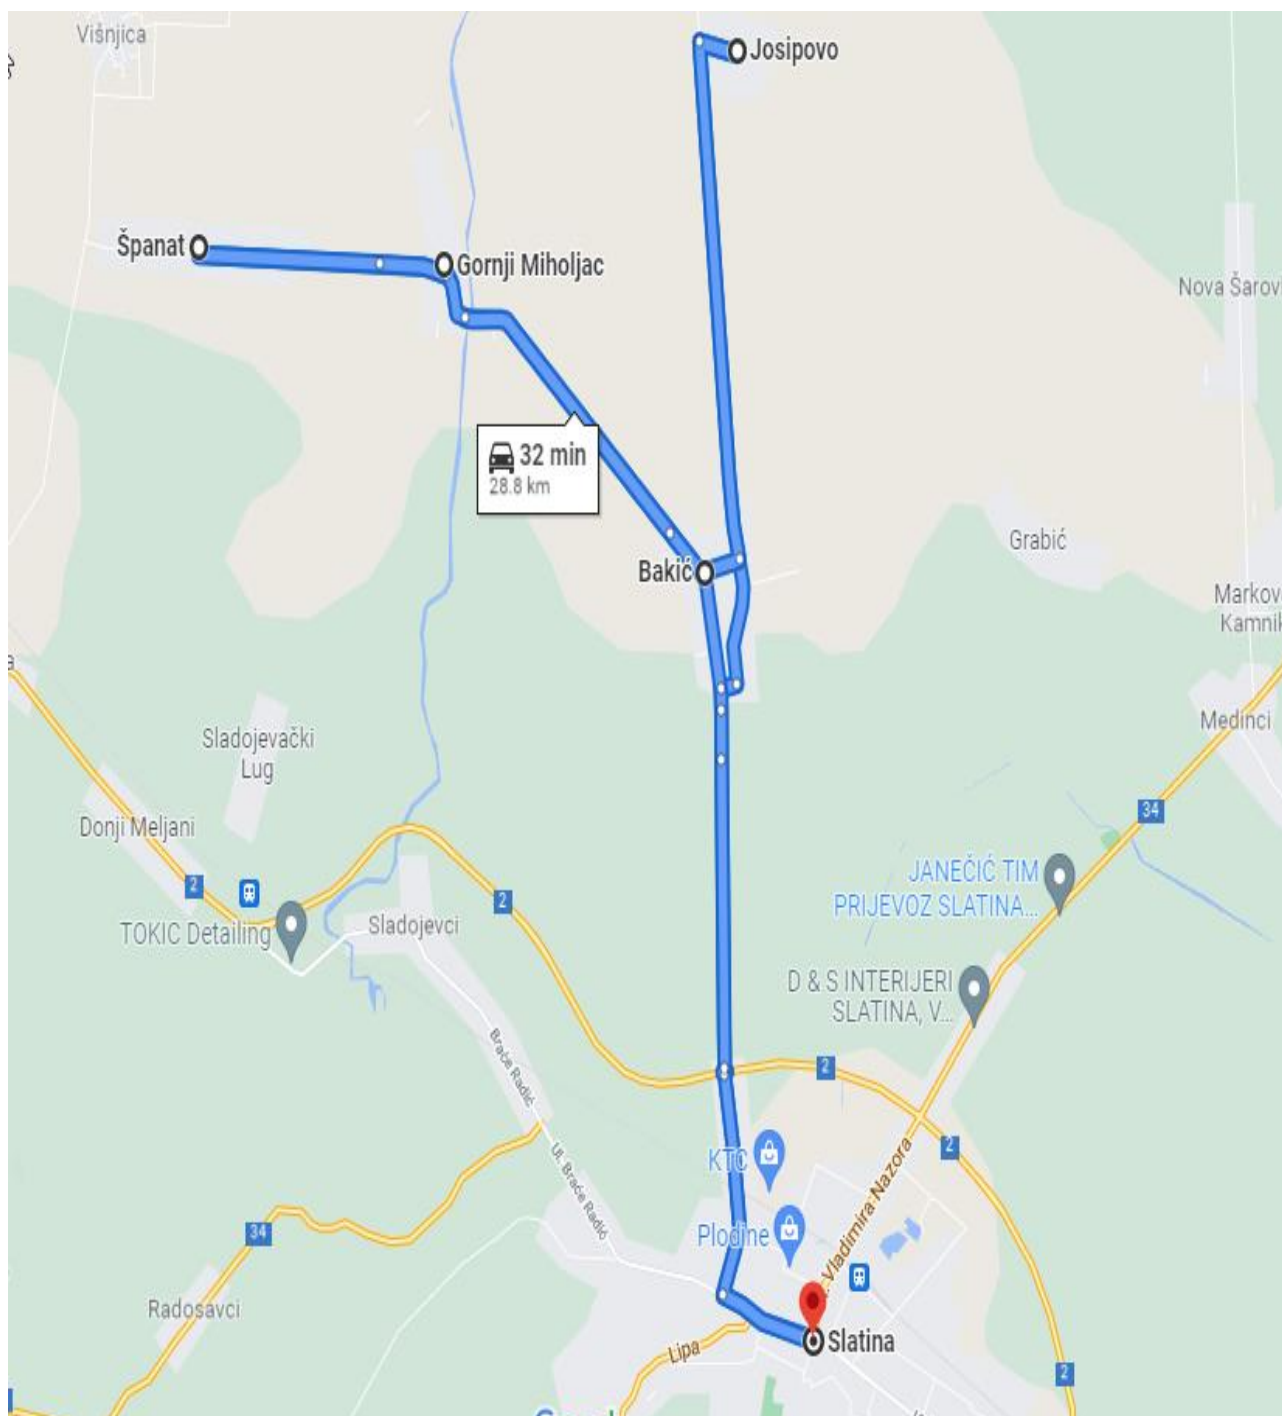 Višnjica
Josipovo
Španat
Gornji Miholjac
Nova Šarovi
32 min
28.8 km
Grabić
Bakić
Markov
Kamnik
a
Medinci
Sladojevački
Lug
34
Donji Meljani
JANEČIĆ TIM
PRIJEVOZ SLATINA...
2
2
Sladojevci
TOKIC Detailing
D & S INTERIJERI
SLATINA, V...
Braće Radić
2
2
KTC
Ul. Braće Radić
Vladimira Nazora
34
Plodine
Radosavci
Slatina
Lipa
2